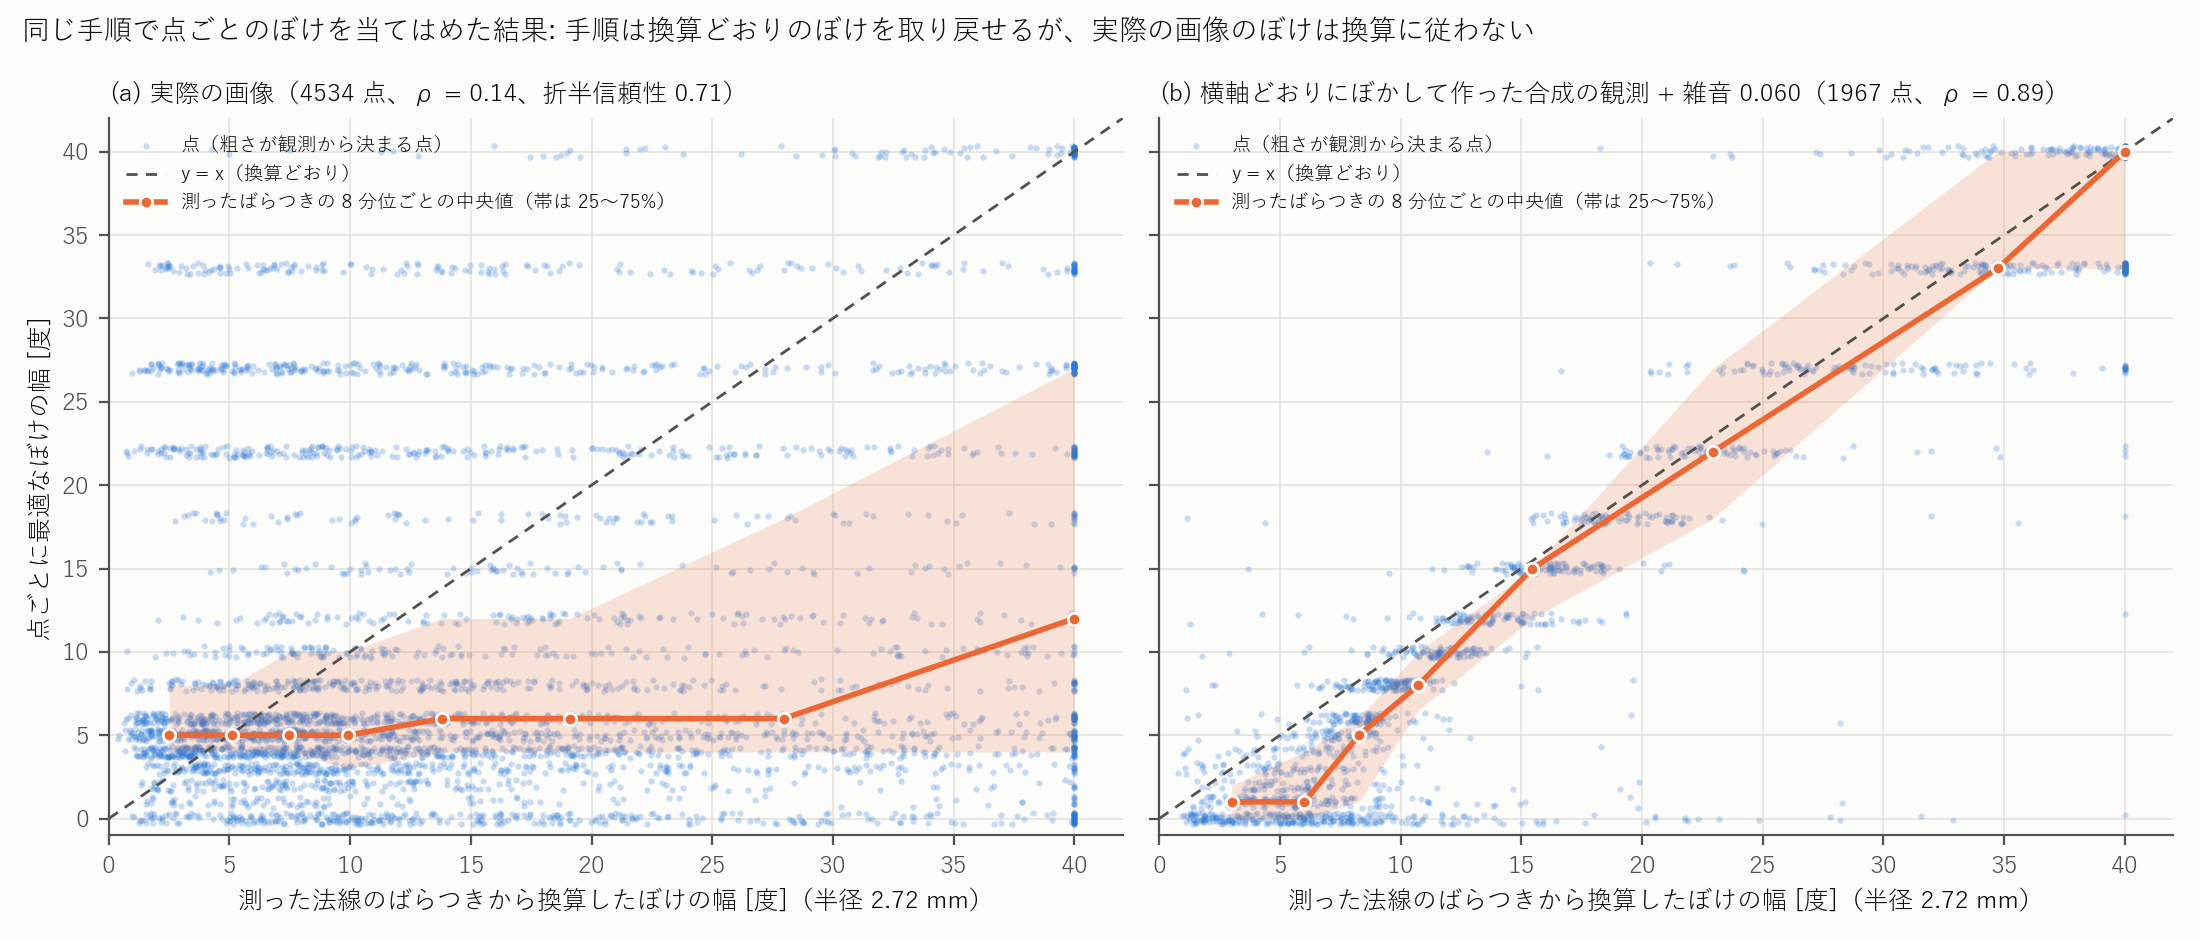 同じ手順で点ごとのぼけを当てはめた結果: 手順は換算どおりのぼけを取り戻せるが、実際の画像のぼけは換算に従わない
(a) 実際の画像（4534 点、 ρ = 0.14、折半信頼性 0.71）
点（粗さが観測から決まる点）
y = x（換算どおり）
測ったばらつきの 8 分位ごとの中央値（帯は 25〜75%）
点ごとに最適なぼけの幅 [度]
40
35
30
25
20
15
10
5
0
0 5 10 15 20 25 30 35 40
測った法線のばらつきから換算したぼけの幅 [度]（半径 2.72 mm）
(b) 横軸どおりにぼかして作った合成の観測 + 雑音 0.060（1967 点、 ρ = 0.89）
点（粗さが観測から決まる点）
y = x（換算どおり）
測ったばらつきの 8 分位ごとの中央値（帯は 25〜75%）
0 5 10 15 20 25 30 35 40
測った法線のばらつきから換算したぼけの幅 [度]（半径 2.72 mm）